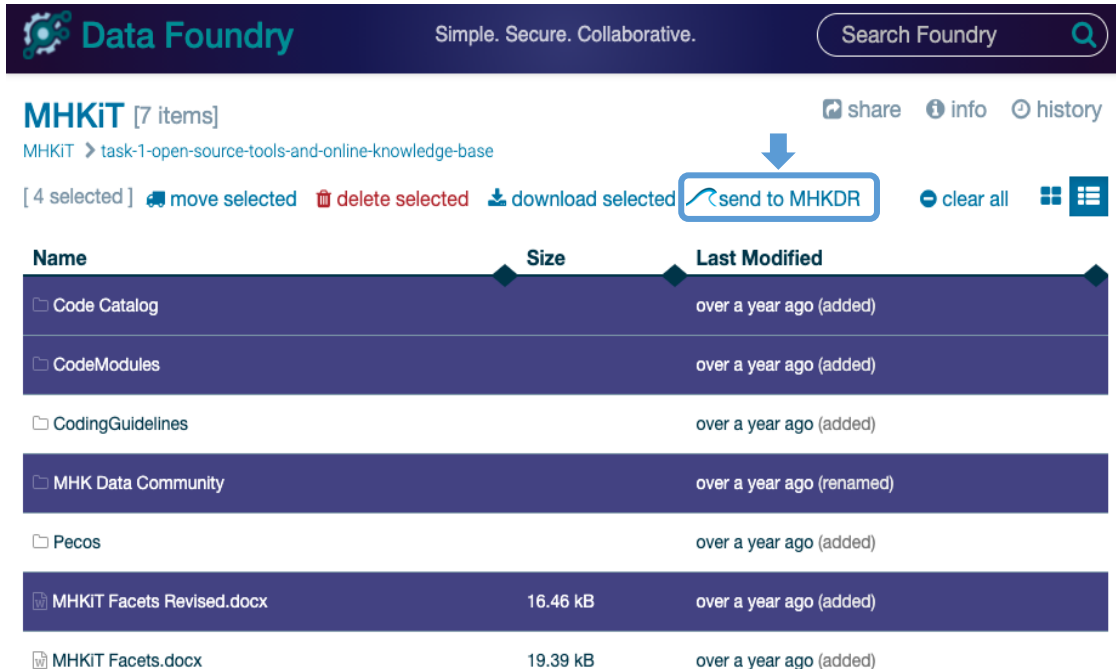 Data Foundry Simple. Secure. Collaborative. Search Foundry
MHKiT [7 items] share info history
MHKiT > task-1-open-source-tools-and-online-knowledge-base
[ 4 selected ] move selected delete selected download selected send to MHKDR clear all
Name Size Last Modified
Code Catalog over a year ago (added)
CodeModules over a year ago (added)
CodingGuidelines over a year ago (added)
MHK Data Community over a year ago (renamed)
Pecos over a year ago (added)
MHKiT Facets Revised.docx 16.46 kB over a year ago (added)
MHKiT Facets.docx 19.39 kB over a year ago (added)